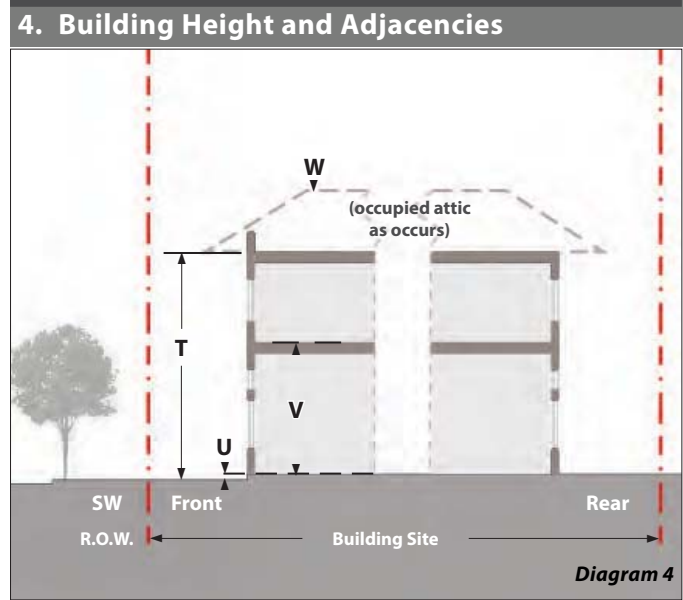 4. Building Height and Adjacencies
W
(occupied attic
as occurs)
T
V
U
SW Front Rear
R.O.W. Building Site
Diagram 4